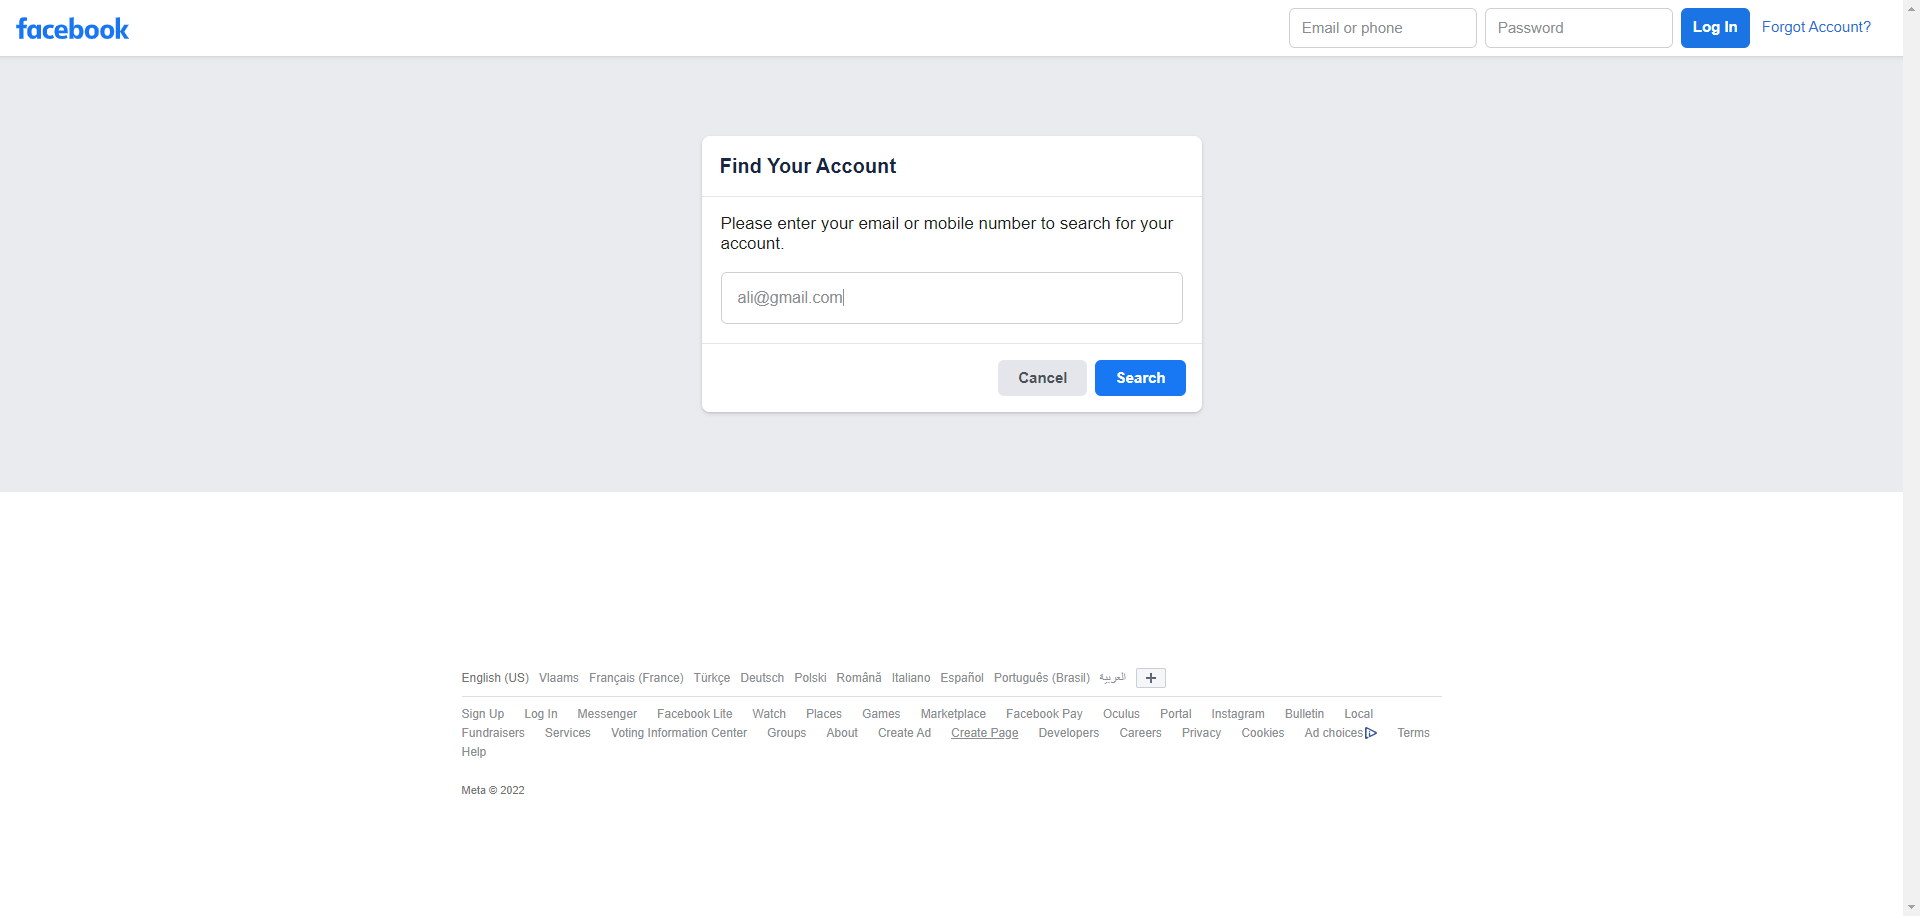 facebook
Email or phone Password Log In Forgot Account?
Find Your Account
Please enter your email or mobile number to search for your
account.
ali@gmail.com
Cancel Search
English (US) Vlaams Français (France) Türkçe Deutsch Polski Română Italiano Español Português (Brasil) العربية +
Sign Up Log In Messenger Facebook Lite Watch Places Games Marketplace Facebook Pay Oculus Portal Instagram Bulletin Local
Fundraisers Services Voting Information Center Groups About Create Ad Create Page Developers Careers Privacy Cookies Ad choices Terms
Help
Meta © 2022